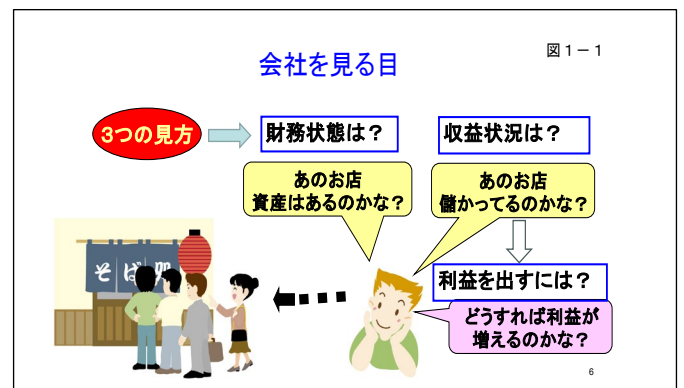 会社を見る目
図1-1
3つの見方
財務状態は?
収益状況は?
あのお店
資産はあるのかな?
あのお店
儲かってるのかな?
そば処
利益を出すには?
どうすれば利益が
増えるのかな?
6